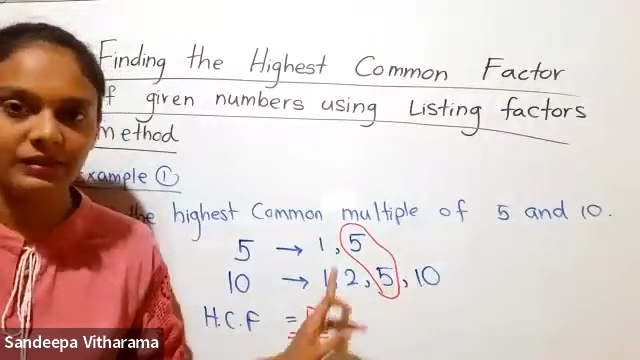 Finding the Highest Common Factor
f given numbers using Listing factors
method
xample ①
the highest Common multiple of 5 and 10.
5 → 1, 5
10 → 1, 2, 5, 10
H.C.F =
Sandeepa Vitharama